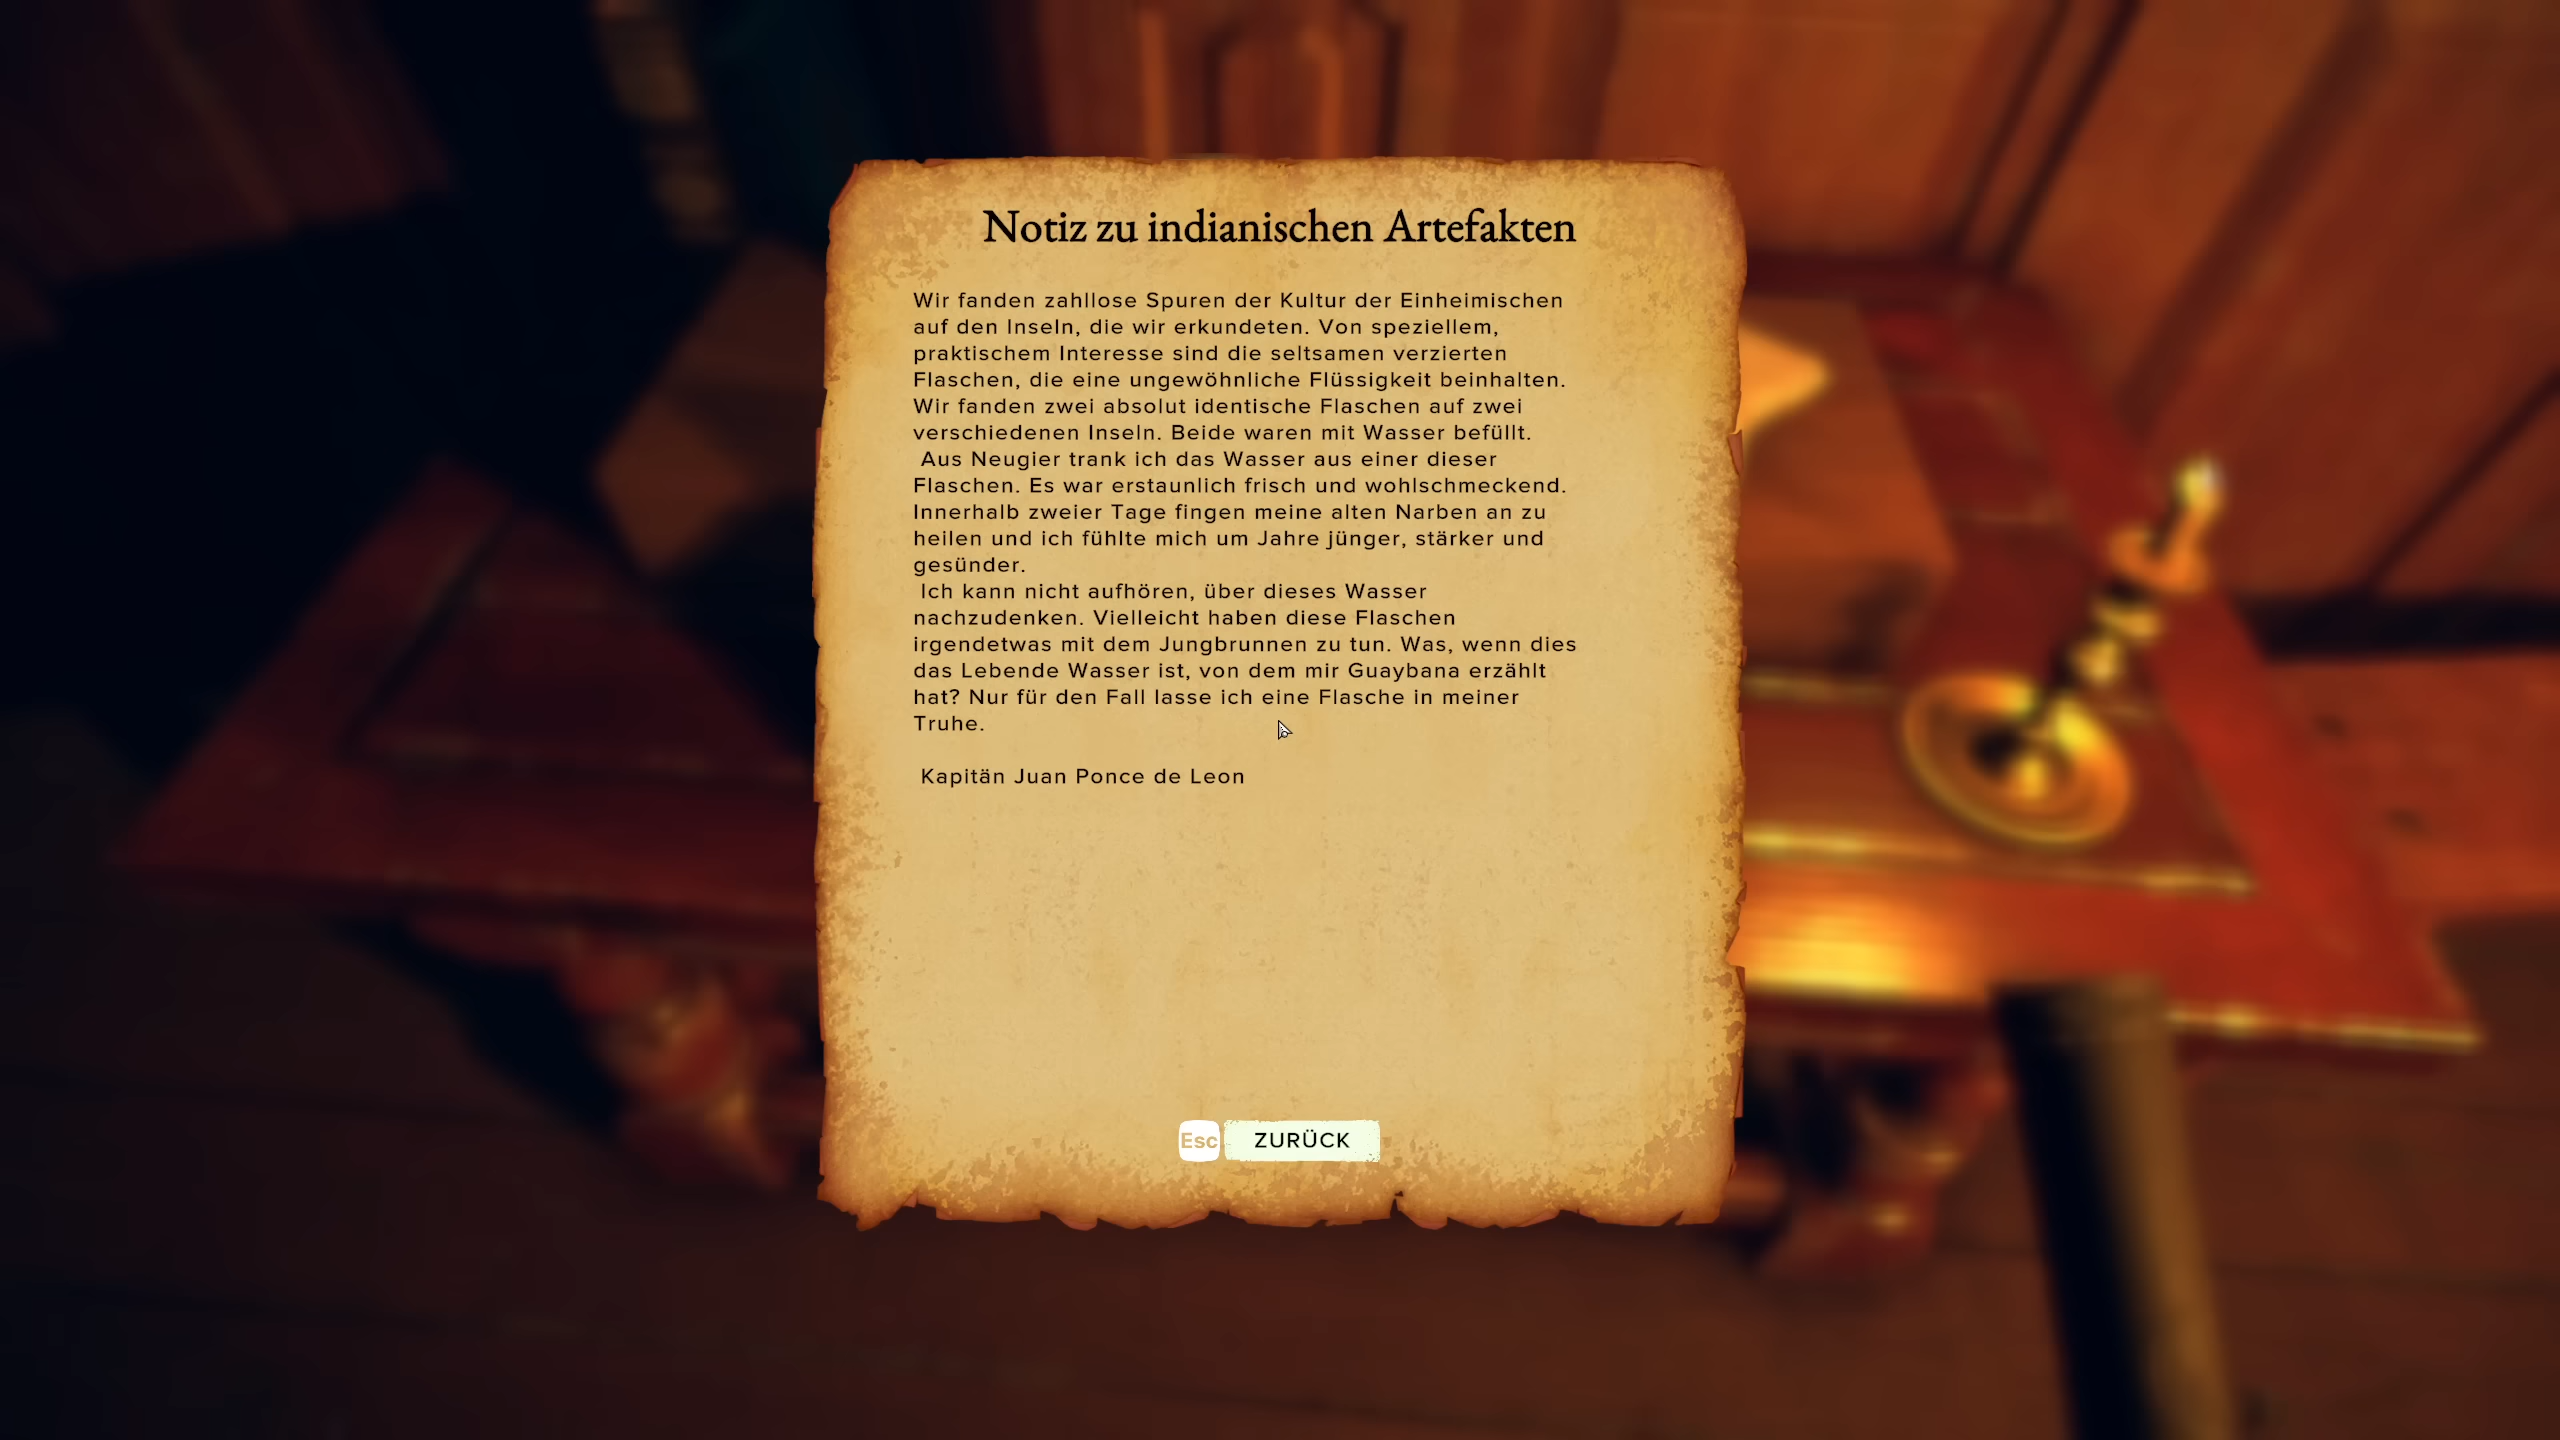 Notiz zu indianischen Artefakten
Wir fanden zahllose Spuren der Kultur der Einheimischen
auf den Inseln, die wir erkundeten. Von speziellem,
praktischem Interesse sind die seltsamen verzierten
Flaschen, die eine ungewöhnliche Flüssigkeit beinhalten.
Wir fanden zwei absolut identische Flaschen auf zwei
verschiedenen Inseln. Beide waren mit Wasser befüllt.
Aus Neugier trank ich das Wasser aus einer dieser
Flaschen. Es war erstaunlich frisch und wohlschmeckend.
Innerhalb zweier Tage fingen meine alten Narben an zu
heilen und ich fühlte mich um Jahre jünger, stärker und
gesünder.
Ich kann nicht aufhören, über dieses Wasser
nachzudenken. Vielleicht haben diese Flaschen
irgendetwas mit dem Jungbrunnen zu tun. Was, wenn dies
das Lebende Wasser ist, von dem mir Guaybana erzählt
hat? Nur für den Fall lasse ich eine Flasche in meiner
Truhe.
Kapitän Juan Ponce de Leon
Esc ZURÜCK